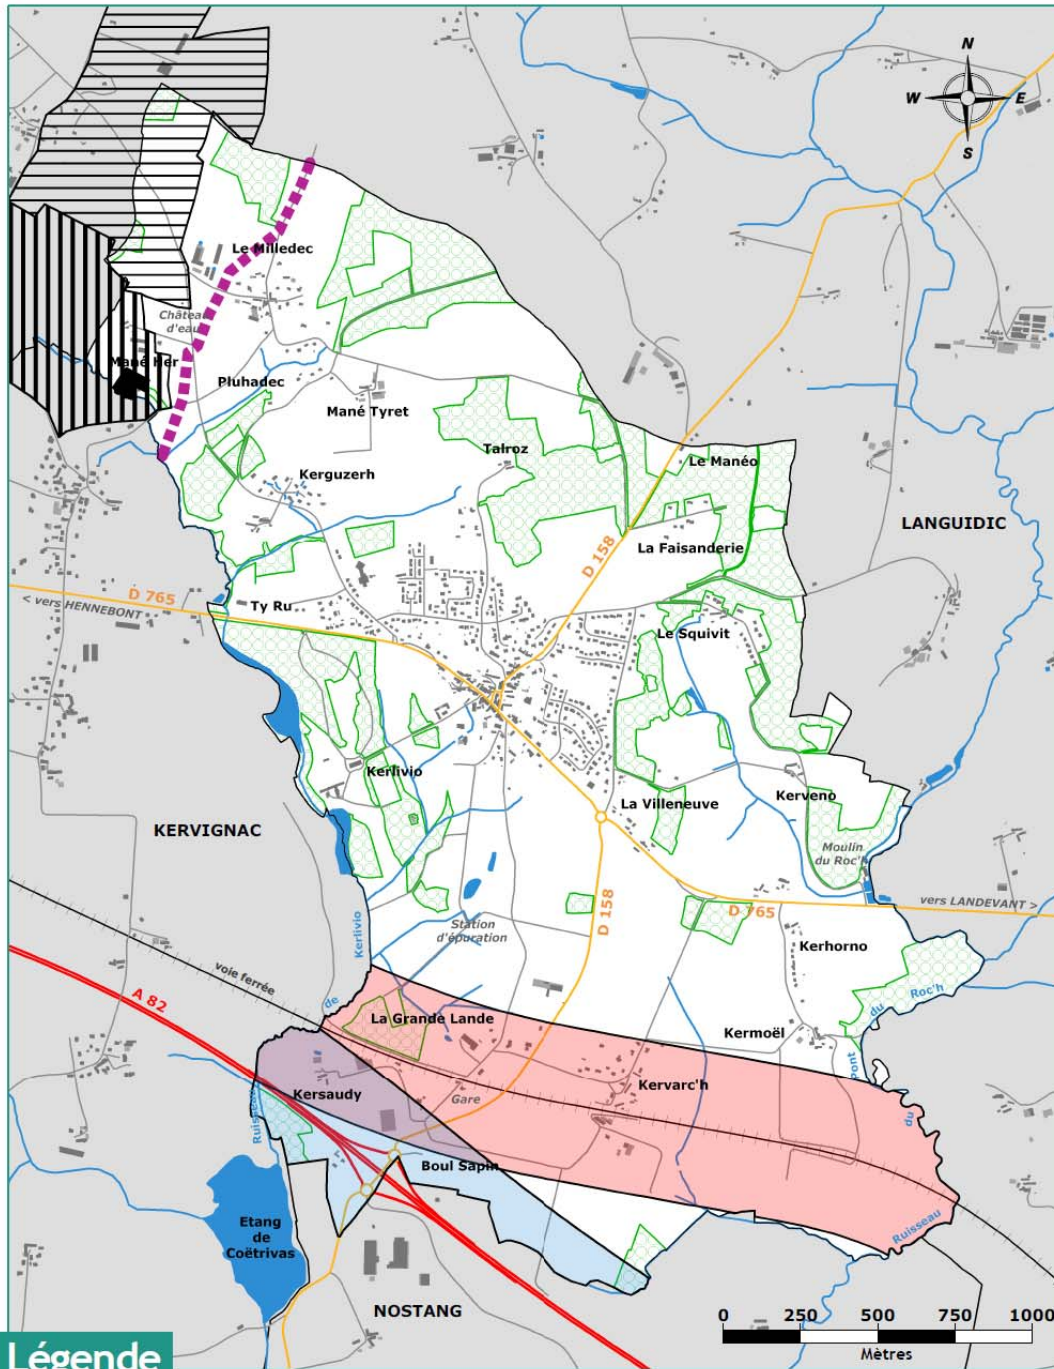 N
W
E
S
Le Milledec
Château
d'eau
Mané Her
Pluhadec
Mané Tyret
Talroz
Le Manéo
Kerguzerh
LANGUIDIC
La Faisanderie
D 158
D 765
< vers HENNEBONT
Ty Ru
Le Squivit
Kerlivio
La Villeneuve
Kerveno
KERVIGNAC
Moulin
du Roc'h
vers LANDEVANT >
D 158
D 765
Station
d'épuration
Kerlivio
Kerhorno
voie ferrée
A 82
de
Roc'h
du
La Grande Lande
Kermoël
Pont
Kersaudy
Gare
Kervarc'h
du
Ruisseau
Boul Sapin
Ruisseau
Etang
de
Coëtrivas
NOSTANG
0 250 500 750 1000
Mètres
Légende